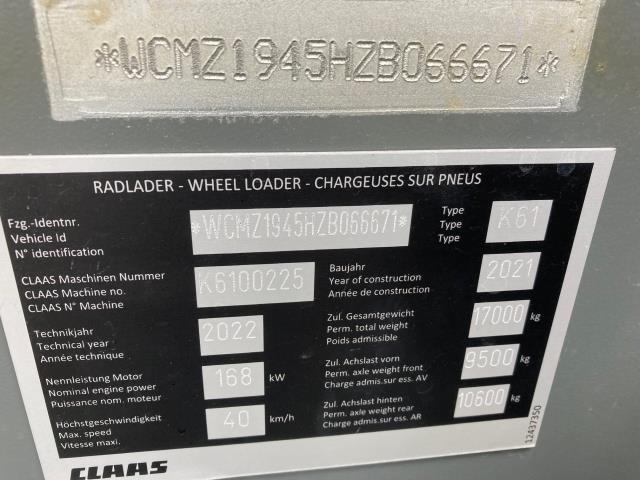 *WCMZ1945HZB066671*
RADLADER - WHEEL LOADER - CHARGEUSES SUR PNEUS
Fzg.-Identnr.
Vehicle Id
N° identification
*WCMZ1945HZB066671*
Type
Type
Type
K61
CLAAS Maschinen Nummer
CLAAS Machine no.
CLAAS N° Machine
K6100225
Baujahr
Year of construction
Année de construction
2021
Technikjahr
Technical year
Année technique
2022
Zul. Gesamtgewicht
Perm. total weight
Poids admissible
17000 kg
Nennleistung Motor
Nominal engine power
Puissance nom. moteur
168 kW
Zul. Achslast vorn
Perm. axle weight front
Charge admis.sur ess. AV
9500 kg
Höchstgeschwindigkeit
Max. speed
Vitesse maxi.
40 km/h
Zul. Achslast hinten
Perm. axle weight rear
Charge admis.sur ess. AR
10600 kg
12437350
CLAAS